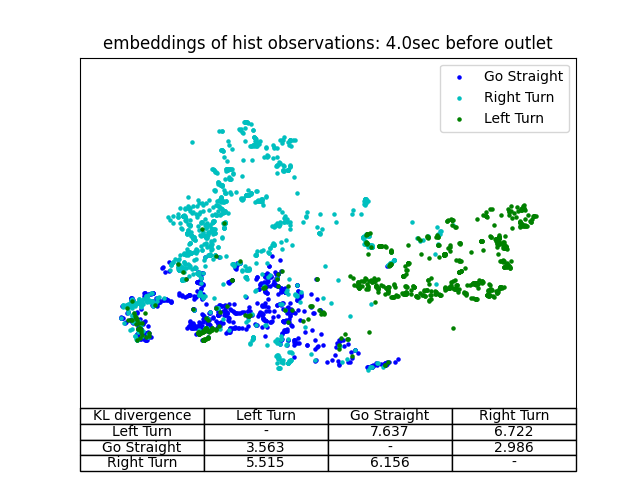 embeddings of hist observations: 4.0sec before outlet
Go Straight
Right Turn
Left Turn
KL divergence Left Turn Go Straight Right Turn
Left Turn - 7.637 6.722
Go Straight 3.563 - 2.986
Right Turn 5.515 6.156 -